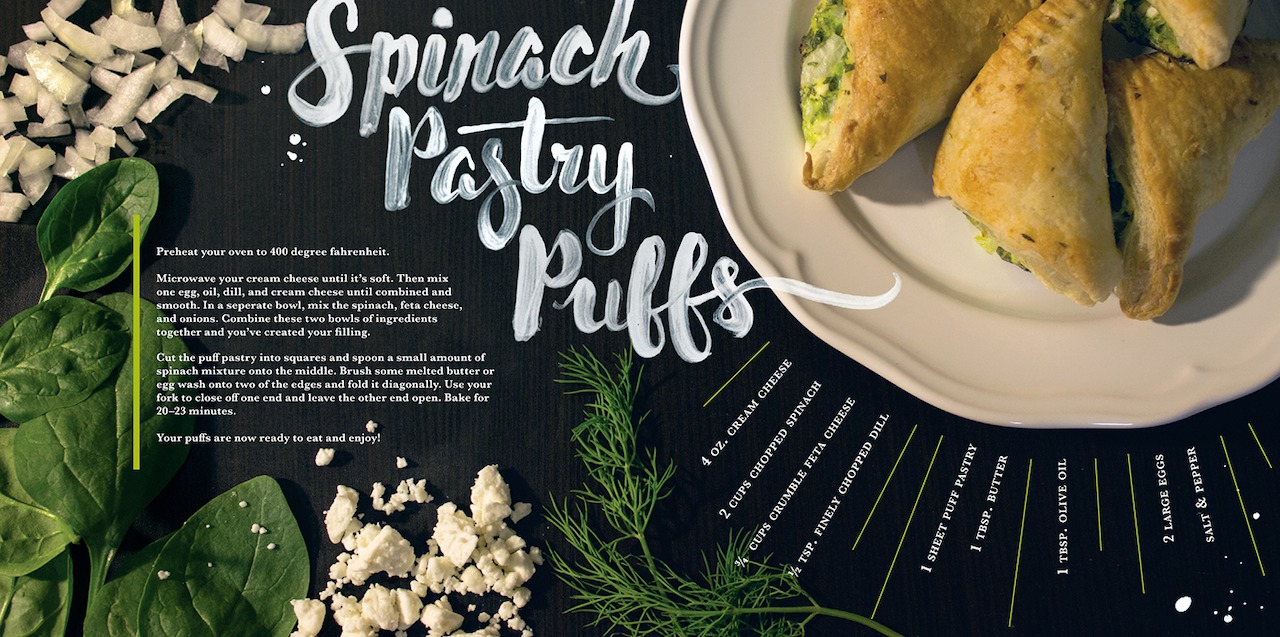 Spinach
Pastry
Puffs
Preheat your oven to 400 degree fahrenheit.
Microwave your cream cheese until it's soft. Then mix
one egg, oil, dill, and cream cheese until combined and
smooth. In a seperate bowl, mix the spinach, feta cheese,
and onions. Combine these two bowls of ingredients
together and you've created your filling.
Cut the puff pastry into squares and spoon a small amount of
spinach mixture onto the middle. Brush some melted butter or
egg wash onto two of the edges and fold it diagonally. Use your
fork to close off one end and leave the other end open. Bake for
20–23 minutes.
Your puffs are now ready to eat and enjoy!
4 OZ. CREAM CHEESE
2 CUPS CHOPPED SPINACH
¾ CUPS CRUMBLE FETA CHEESE
½ TSP. FINELY CHOPPED DILL
1 SHEET PUFF PASTRY
1 TBSP. BUTTER
1 TBSP. OLIVE OIL
2 LARGE EGGS
SALT & PEPPER